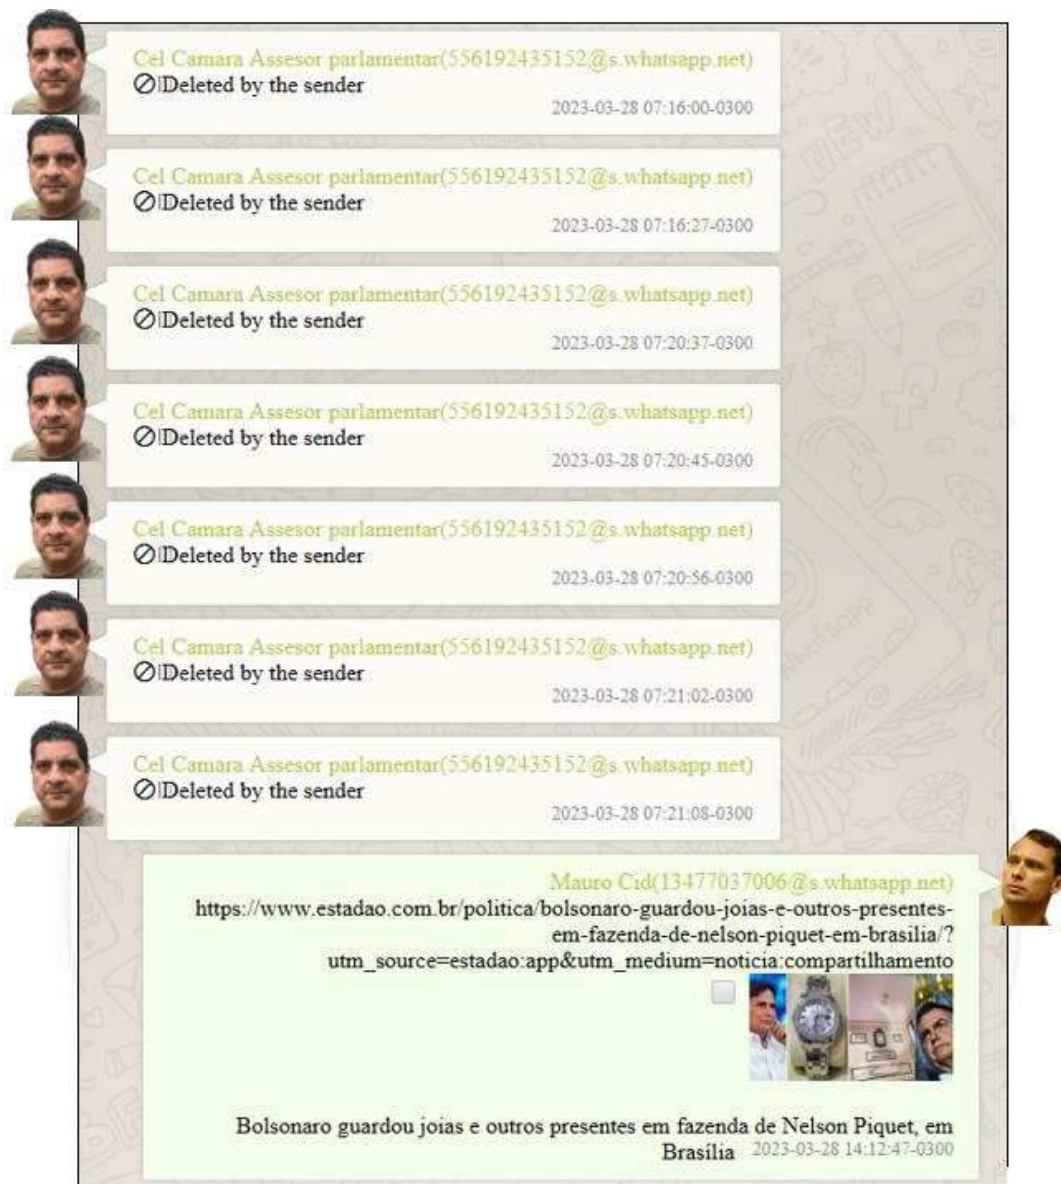 Cel Camara Assesor parlamentar(556192435152@s.whatsapp.net)
Deleted by the sender
2023-03-28 07:16:00-0300
Cel Camara Assesor parlamentar(556192435152@s.whatsapp.net)
Deleted by the sender
2023-03-28 07:16:27-0300
Cel Camara Assesor parlamentar(556192435152@s.whatsapp.net)
Deleted by the sender
2023-03-28 07:20:37-0300
Cel Camara Assesor parlamentar(556192435152@s.whatsapp.net)
Deleted by the sender
2023-03-28 07:20:45-0300
Cel Camara Assesor parlamentar(556192435152@s.whatsapp.net)
Deleted by the sender
2023-03-28 07:20:56-0300
Cel Camara Assesor parlamentar(556192435152@s.whatsapp.net)
Deleted by the sender
2023-03-28 07:21:02-0300
Cel Camara Assesor parlamentar(556192435152@s.whatsapp.net)
Deleted by the sender
2023-03-28 07:21:08-0300
Mauro Cid(13477037006@s.whatsapp.net)
https://www.estadao.com.br/politica/bolsonaro-guardou-joias-e-outros-presentes-
em-fazenda-de-nelson-piquet-em-brasilia/?
utm_source=estadao:app&utm_medium=noticia:compartilhamento
Bolsonaro guardou joias e outros presentes em fazenda de Nelson Piquet, em
Brasília 2023-03-28 14:12:47-0300